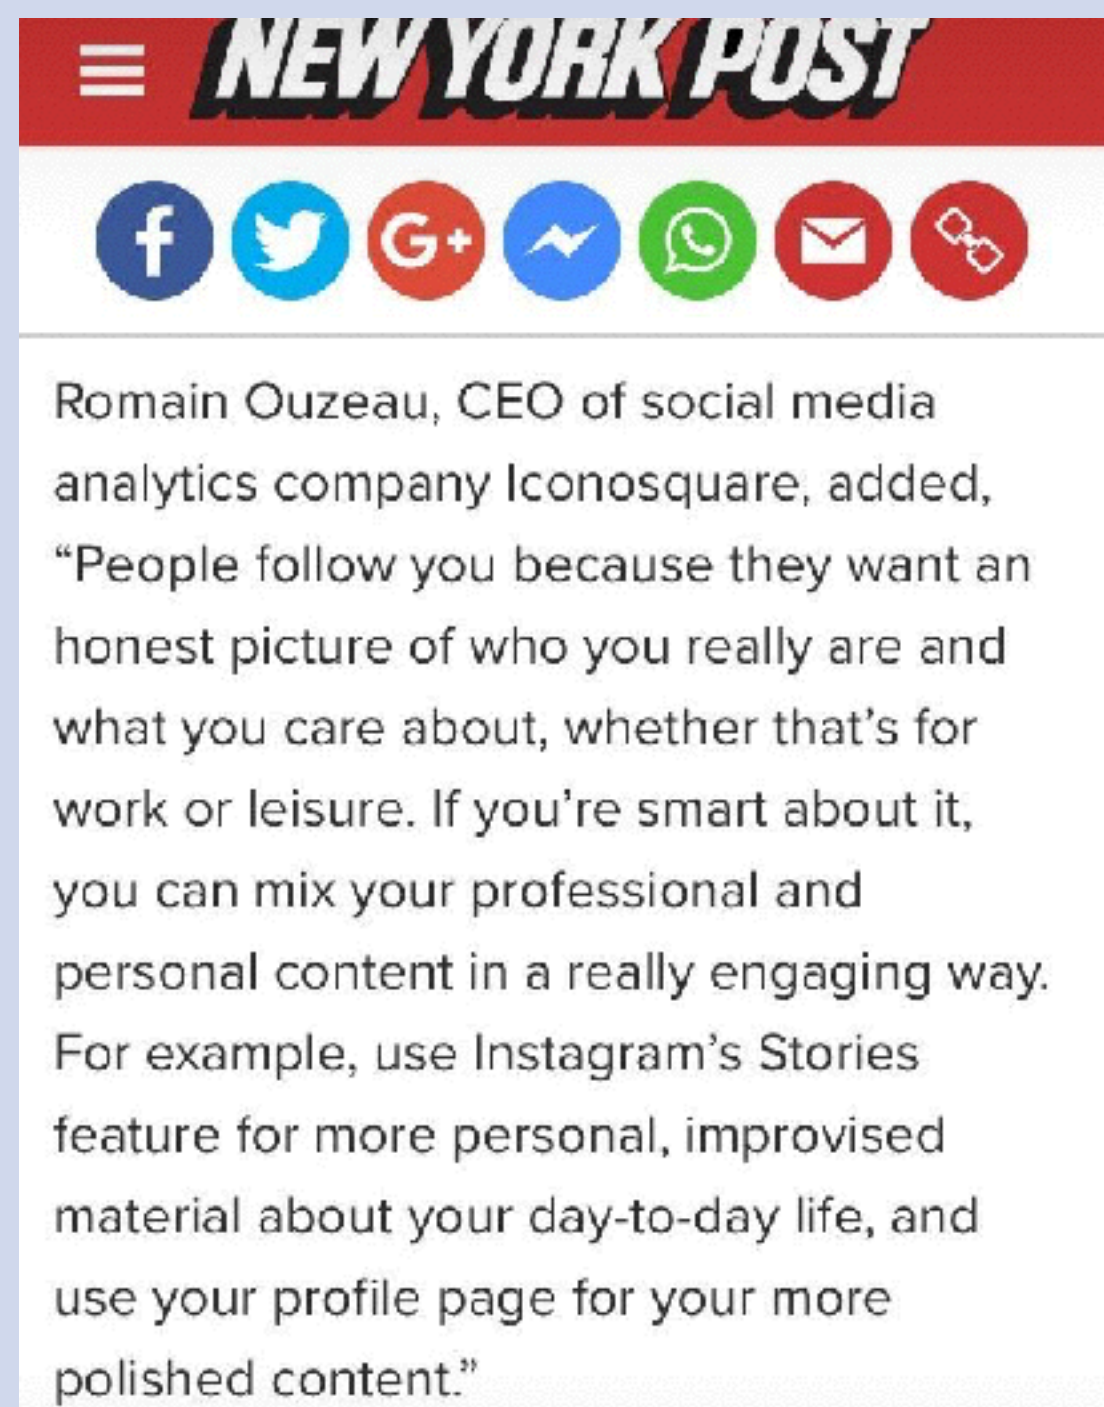 NEW YORK POST
f G+
Romain Ouzeau, CEO of social media
analytics company Iconosquare, added,
“People follow you because they want an
honest picture of who you really are and
what you care about, whether that’s for
work or leisure. If you’re smart about it,
you can mix your professional and
personal content in a really engaging way.
For example, use Instagram’s Stories
feature for more personal, improvised
material about your day-to-day life, and
use your profile page for your more
polished content.”